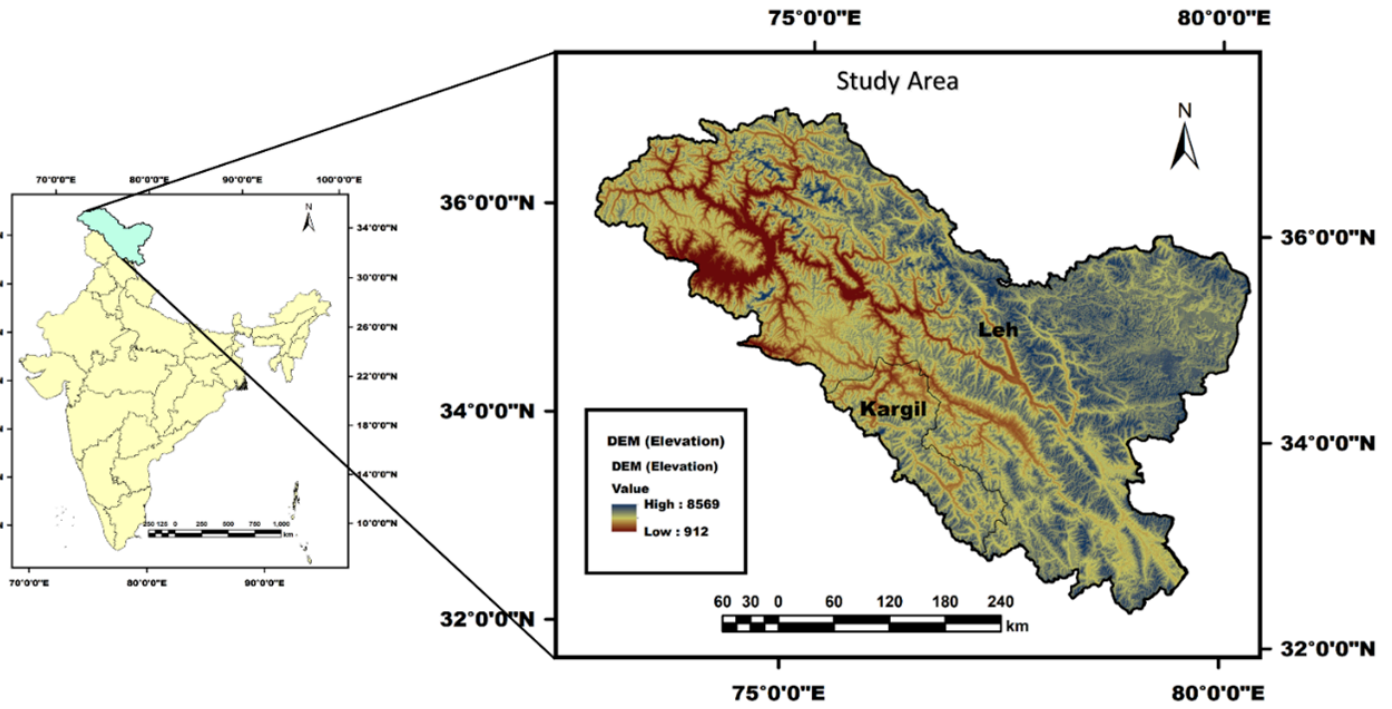 75°0'0"E 80°0'0"E
Study Area
N
36°0'0"N
36°0'0"N
34°0'0"N
34°0'0"N
32°0'0"N
32°0'0"N
Leh
Kargil
DEM (Elevation)
DEM (Elevation)
Value
High : 8569
Low : 912
60 30 0 60 120 180 240
km
75°0'0"E 80°0'0"E
70°0'0"E 80°0'0"E 90°0'0"E 100°0'0"E
N
34°0'0"N
30°0'0"N
26°0'0"N
22°0'0"N
18°0'0"N
14°0'0"N
10°0'0"N
250 125 0 250 500 750 1,000
km
70°0'0"E 80°0'0"E 90°0'0"E